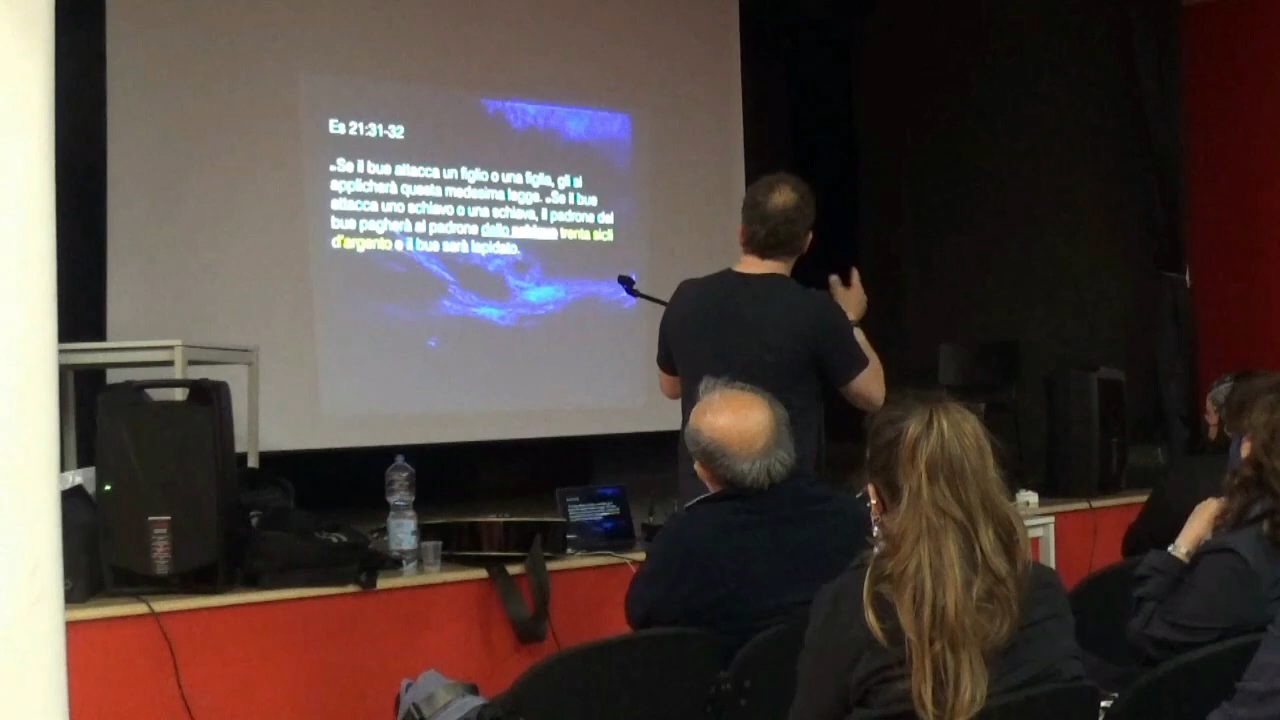 Es 21:31-32
„Se il bue attacca un figlio o una figlia, gli si
applicherà questa medesima legge. „Se il bue
attacca uno schiavo o una schiava, il padrone del
bue pagherà al padrone dello schiavo trenta sicli
d'argento e il bue sarà lapidato.